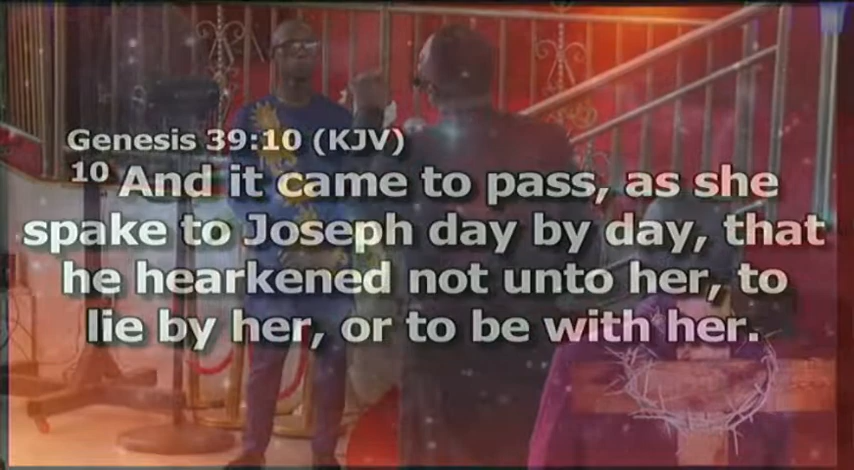 Genesis 39:10 (KJV)
10 And it came to pass, as she
spake to Joseph day by day, that
he hearkened not unto her, to
lie by her, or to be with her.